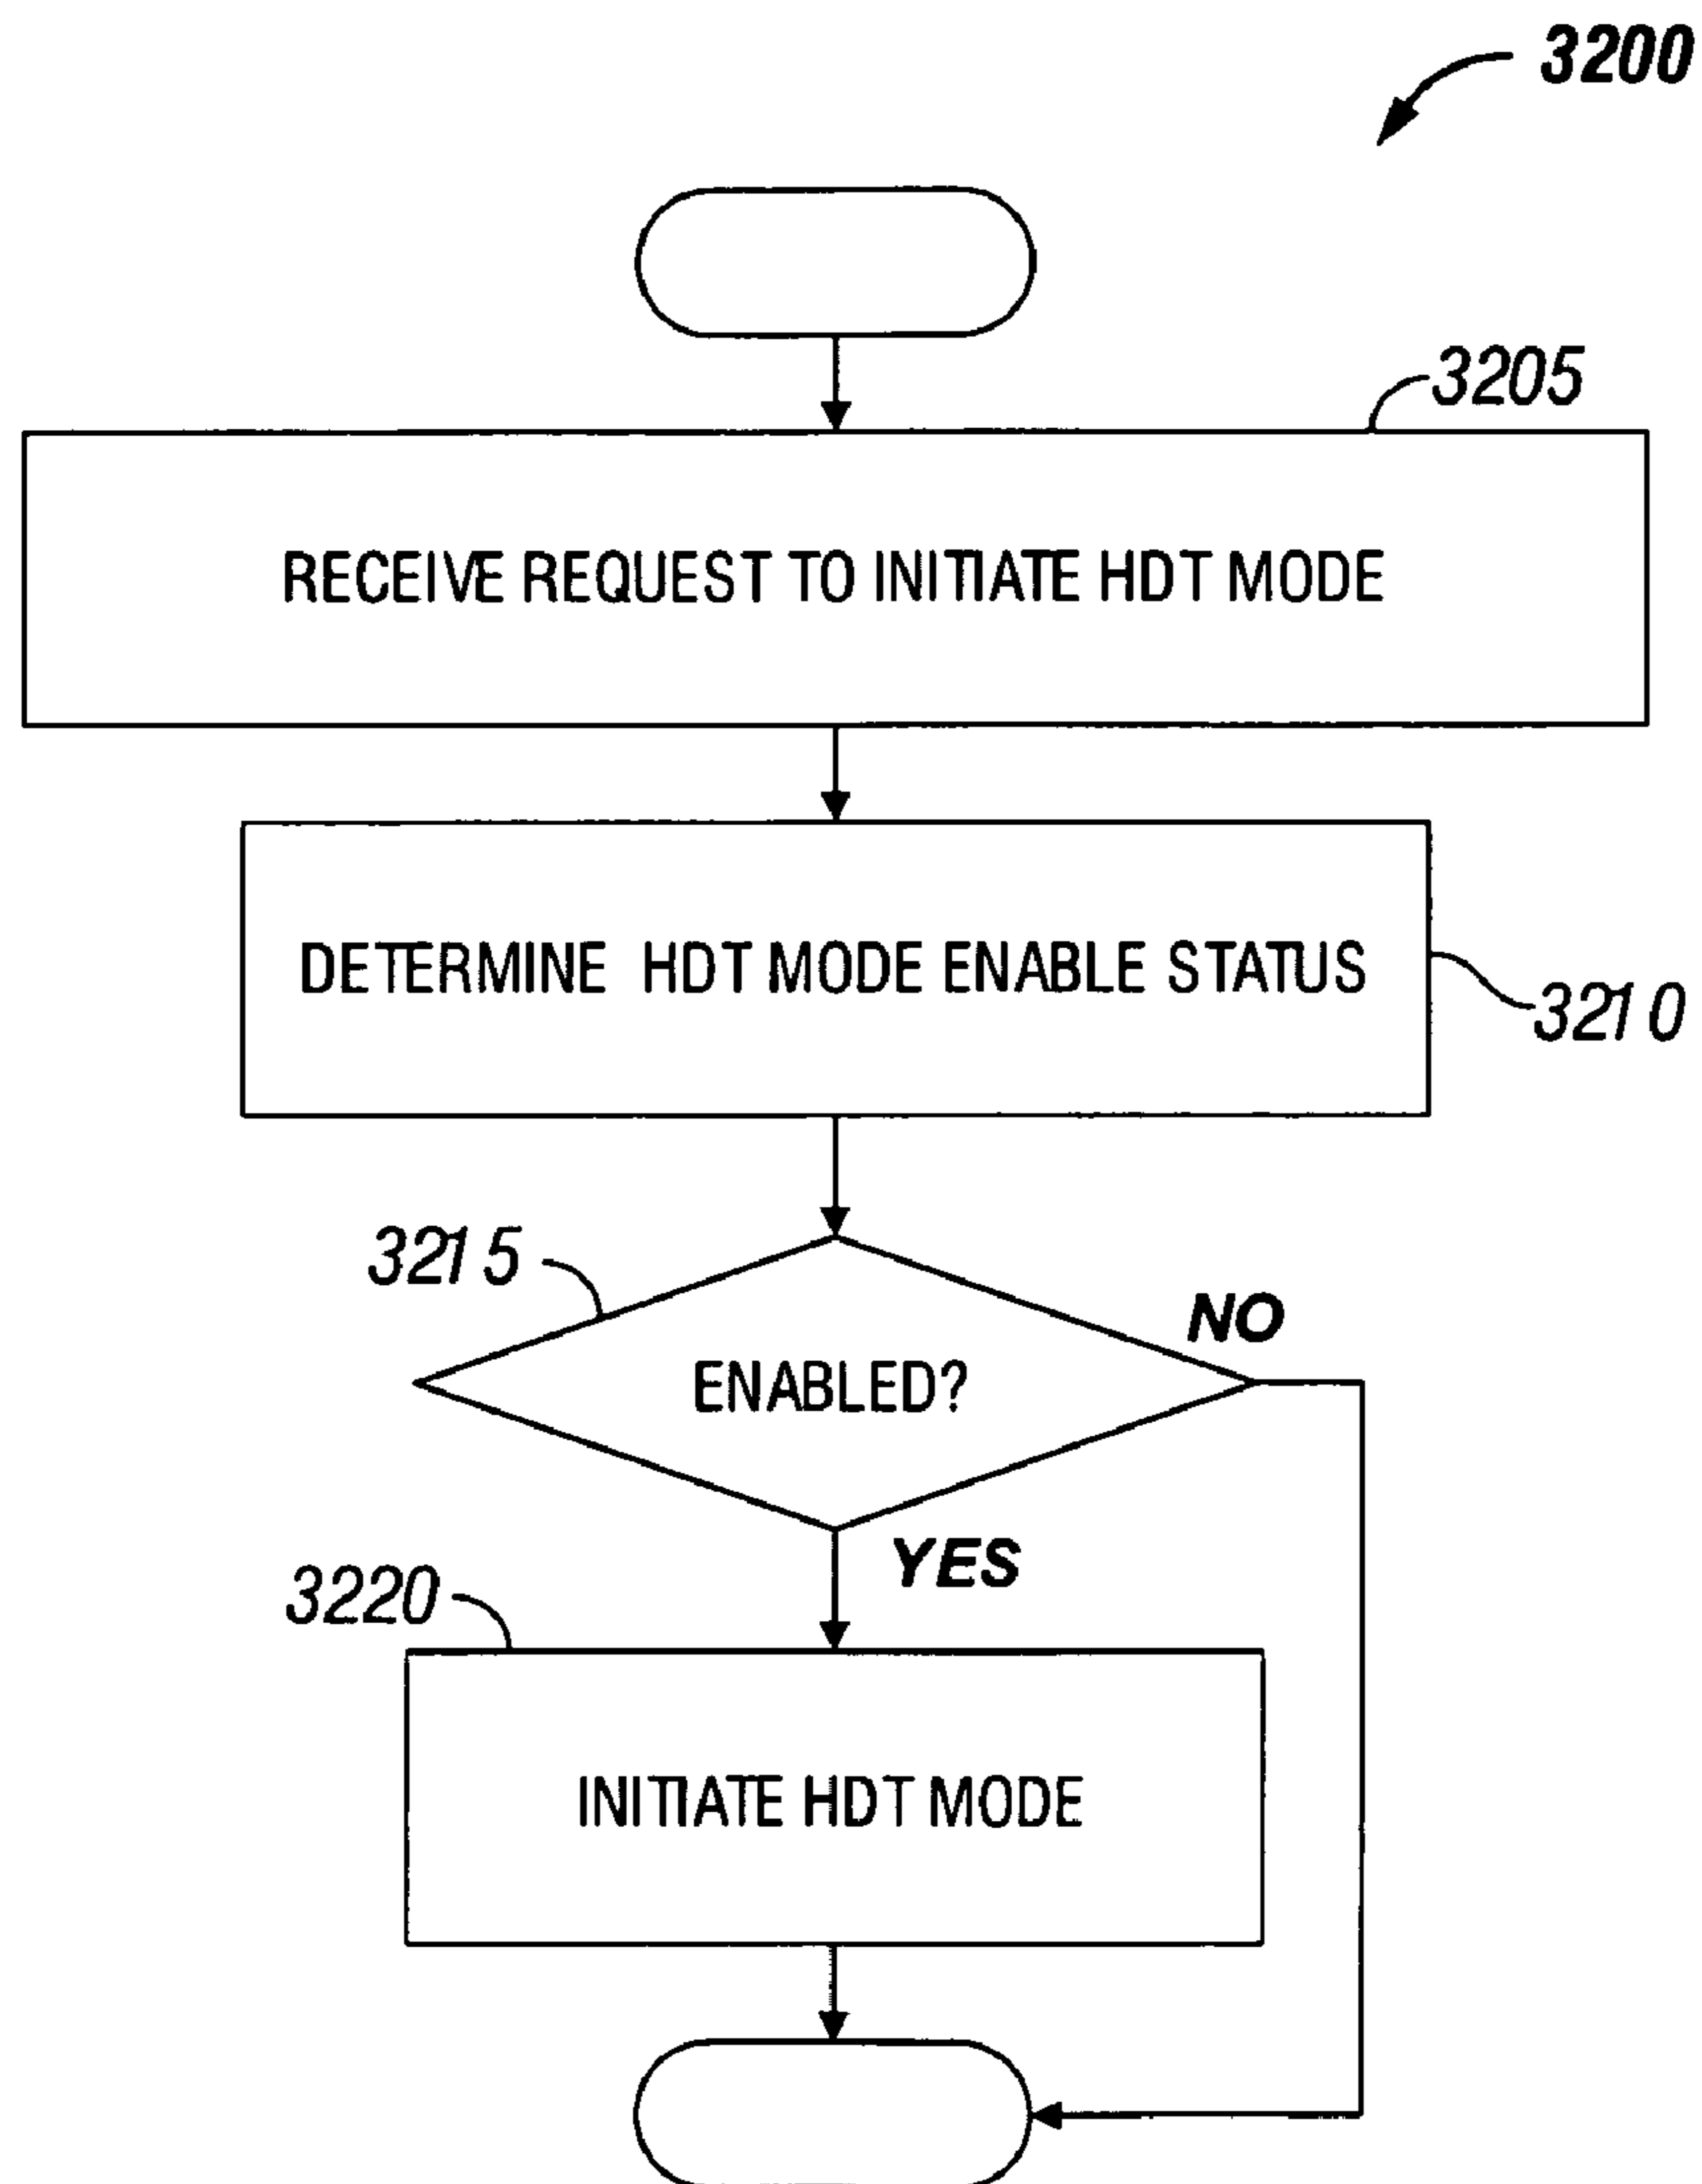 3200
3205
RECEIVE REQUEST TO INITIATE HDT MODE
DETERMINE HDT MODE ENABLE STATUS
3210
3215
NO
ENABLED?
YES
3220
INITIATE HDT MODE